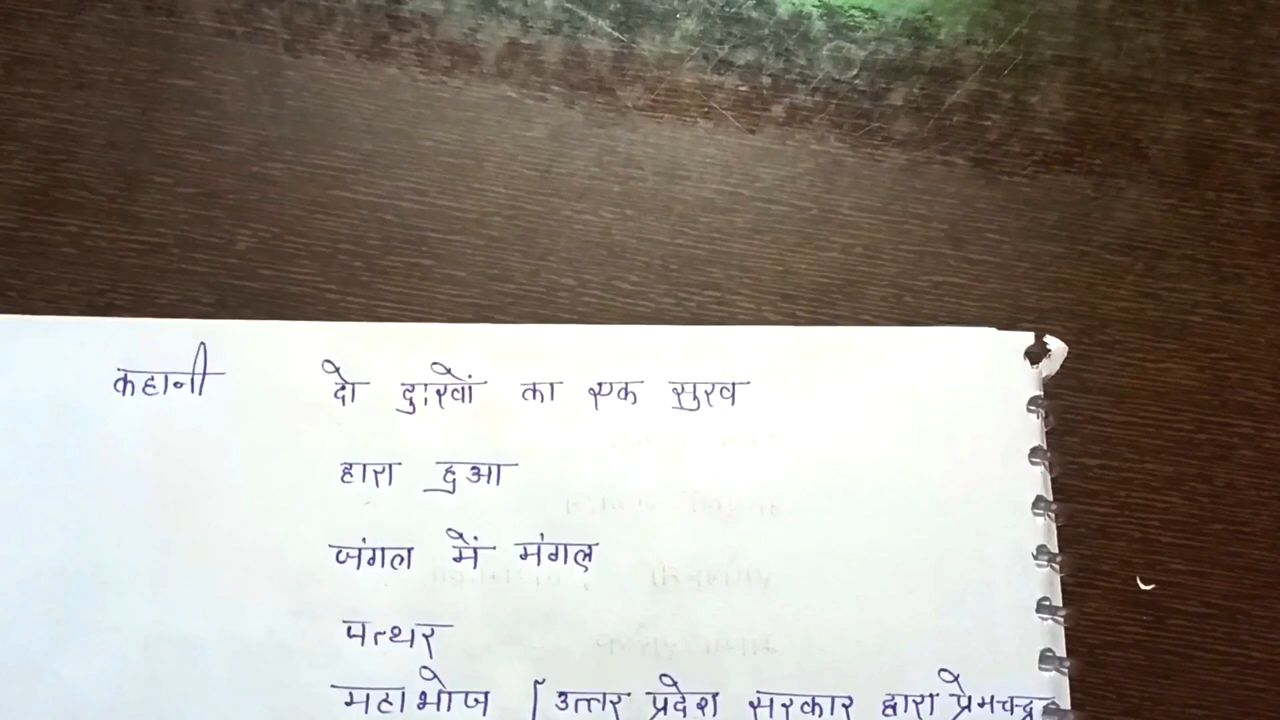 कहानी दो दुःखों का एक सुख
हारा हुआ
जंगल में मंगल
पत्थर
महाभोज [उत्तर प्रदेश सरकार द्वारा प्रेमचन्द्र